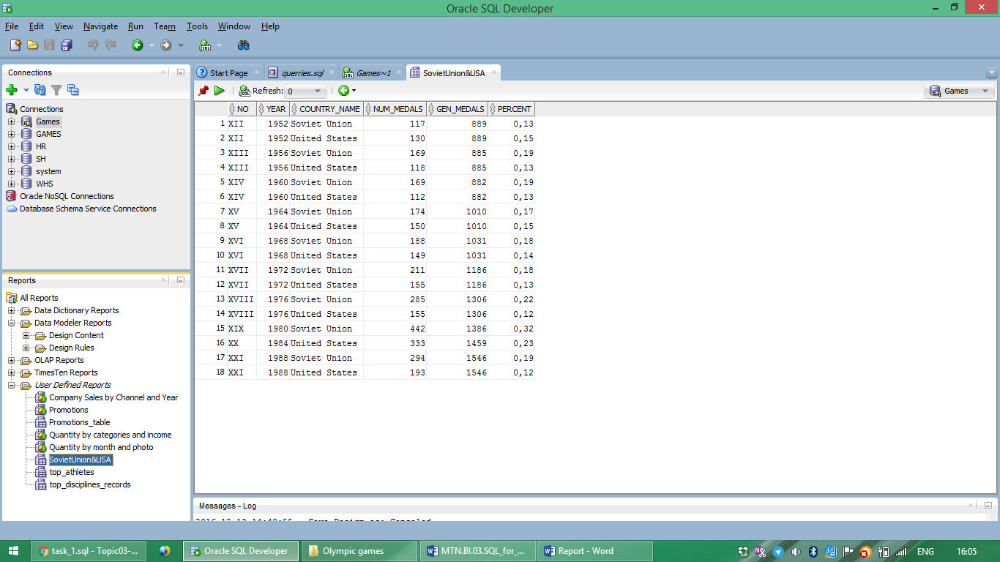 Oracle SQL Developer
File Edit View Navigate Run Team Tools Window Help
Connections
Connections
Games
GAMES
HR
SH
system
WHS
Oracle NoSQL Connections
Database Schema Service Connections
Reports
All Reports
Data Dictionary Reports
Data Modeler Reports
Design Content
Design Rules
OLAP Reports
TimesTen Reports
User Defined Reports
Company Sales by Channel and Year
Promotions
Promotions_table
Quantity by categories and income
Quantity by month and photo
SovietUnion&USA
top_athletes
top_disciplines_records
Start Page querries.sql Games~1 SovietUnion&USA
SQL Refresh: 0 Games
NO YEAR COUNTRY_NAME NUM_MEDALS GEN_MEDALS PERCENT
1 XII 1952 Soviet Union 117 889 0,13
2 XII 1952 United States 130 889 0,15
3 XIII 1956 Soviet Union 169 885 0,19
4 XIII 1956 United States 118 885 0,13
5 XIV 1960 Soviet Union 169 882 0,19
6 XIV 1960 United States 112 882 0,13
7 XV 1964 Soviet Union 174 1010 0,17
8 XV 1964 United States 150 1010 0,15
9 XVI 1968 Soviet Union 188 1031 0,18
10 XVI 1968 United States 149 1031 0,14
11 XVII 1972 Soviet Union 211 1186 0,18
12 XVII 1972 United States 155 1186 0,13
13 XVIII 1976 Soviet Union 285 1306 0,22
14 XVIII 1976 United States 155 1306 0,12
15 XIX 1980 Soviet Union 442 1386 0,32
16 XX 1984 United States 333 1459 0,23
17 XXI 1988 Soviet Union 294 1546 0,19
18 XXI 1988 United States 193 1546 0,12
Messages - Log
task_1.sql - Topic03-... Oracle SQL Developer Olympic games MTN.BI.03.SQL_for_... Report - Word ENG 16:05